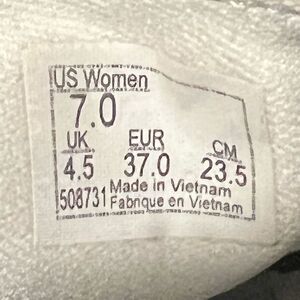 US Women
7.0
UK EUR CM
4.5 37.0 23.5
508731 Made in Vietnam
Fabrique en Vietnam